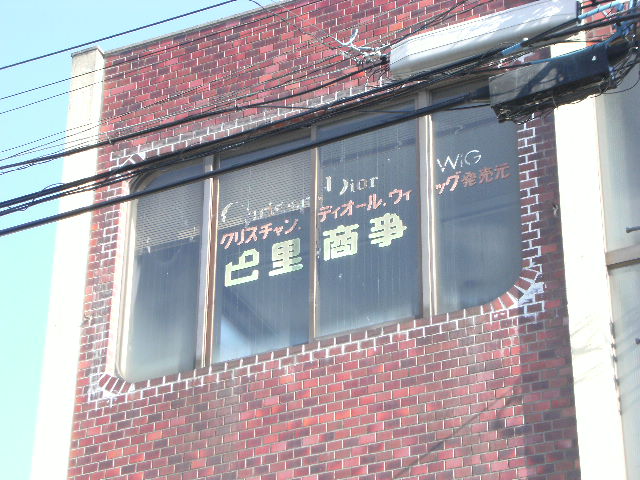 Christian Dior WIG
クリスチャン.ディオール.ウィッグ発売元
巴里商事